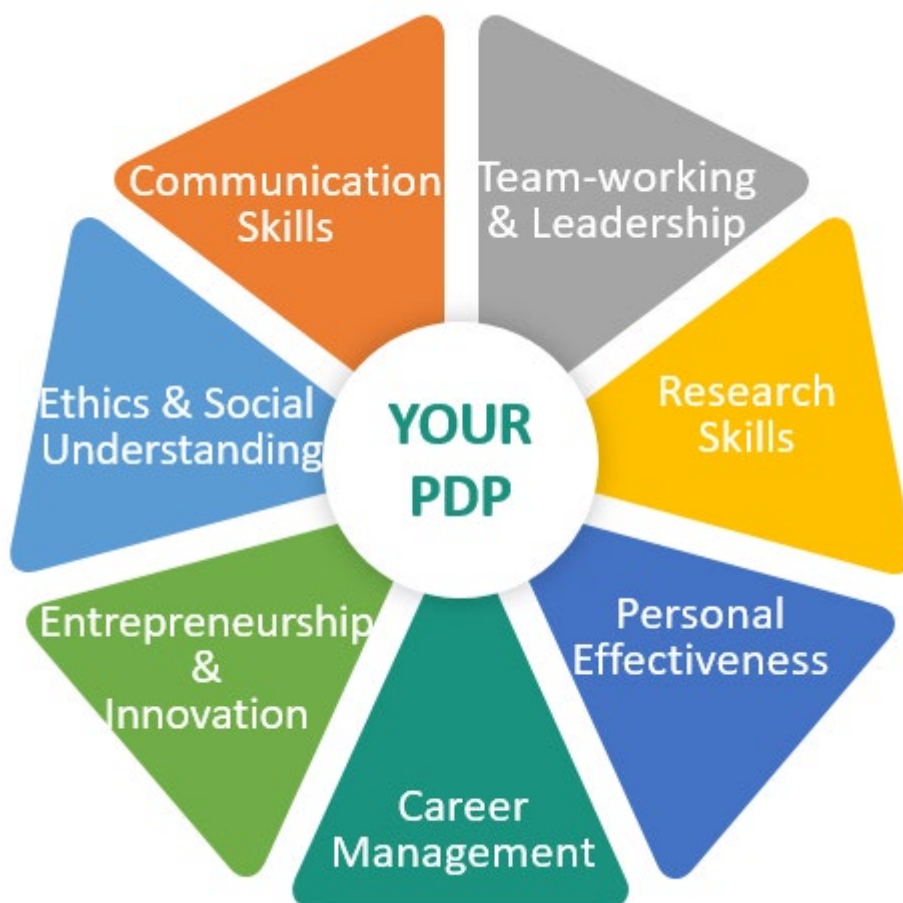 Communication
Skills
Team-working
& Leadership
Research
Skills
Personal
Effectiveness
Career
Management
Entrepreneurship
&
Innovation
Ethics & Social
Understanding
YOUR
PDP